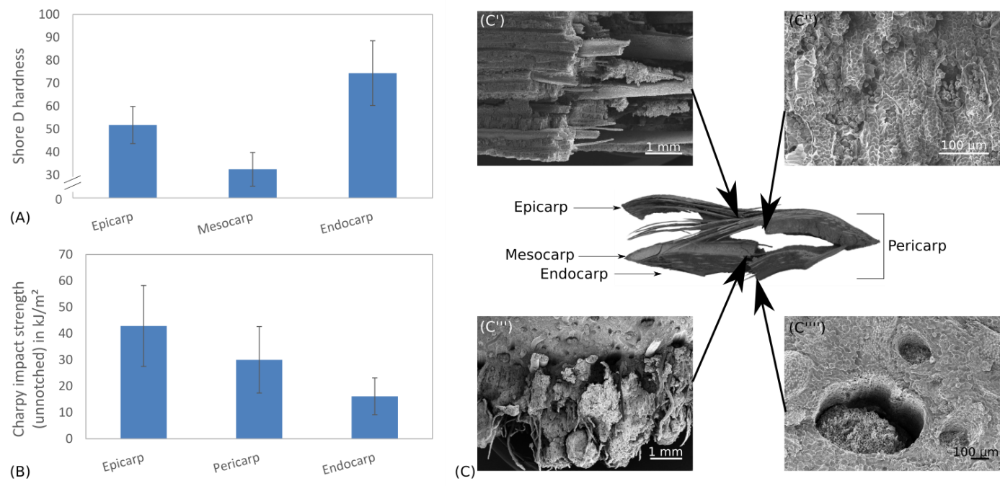 100
90
80
70
60
50
40
30
0
Shore D hardness
Epicarp
Mesocarp
Endocarp
(A)
70
60
50
40
30
20
10
0
Charpy impact strength
(unnotched) in kJ/m²
Epicarp
Pericarp
Endocarp
(B)
(C')
1 mm
(C'')
100 µm
Epicarp
Mesocarp
Endocarp
Pericarp
(C''')
1 mm
(C'''')
100 µm
(C)